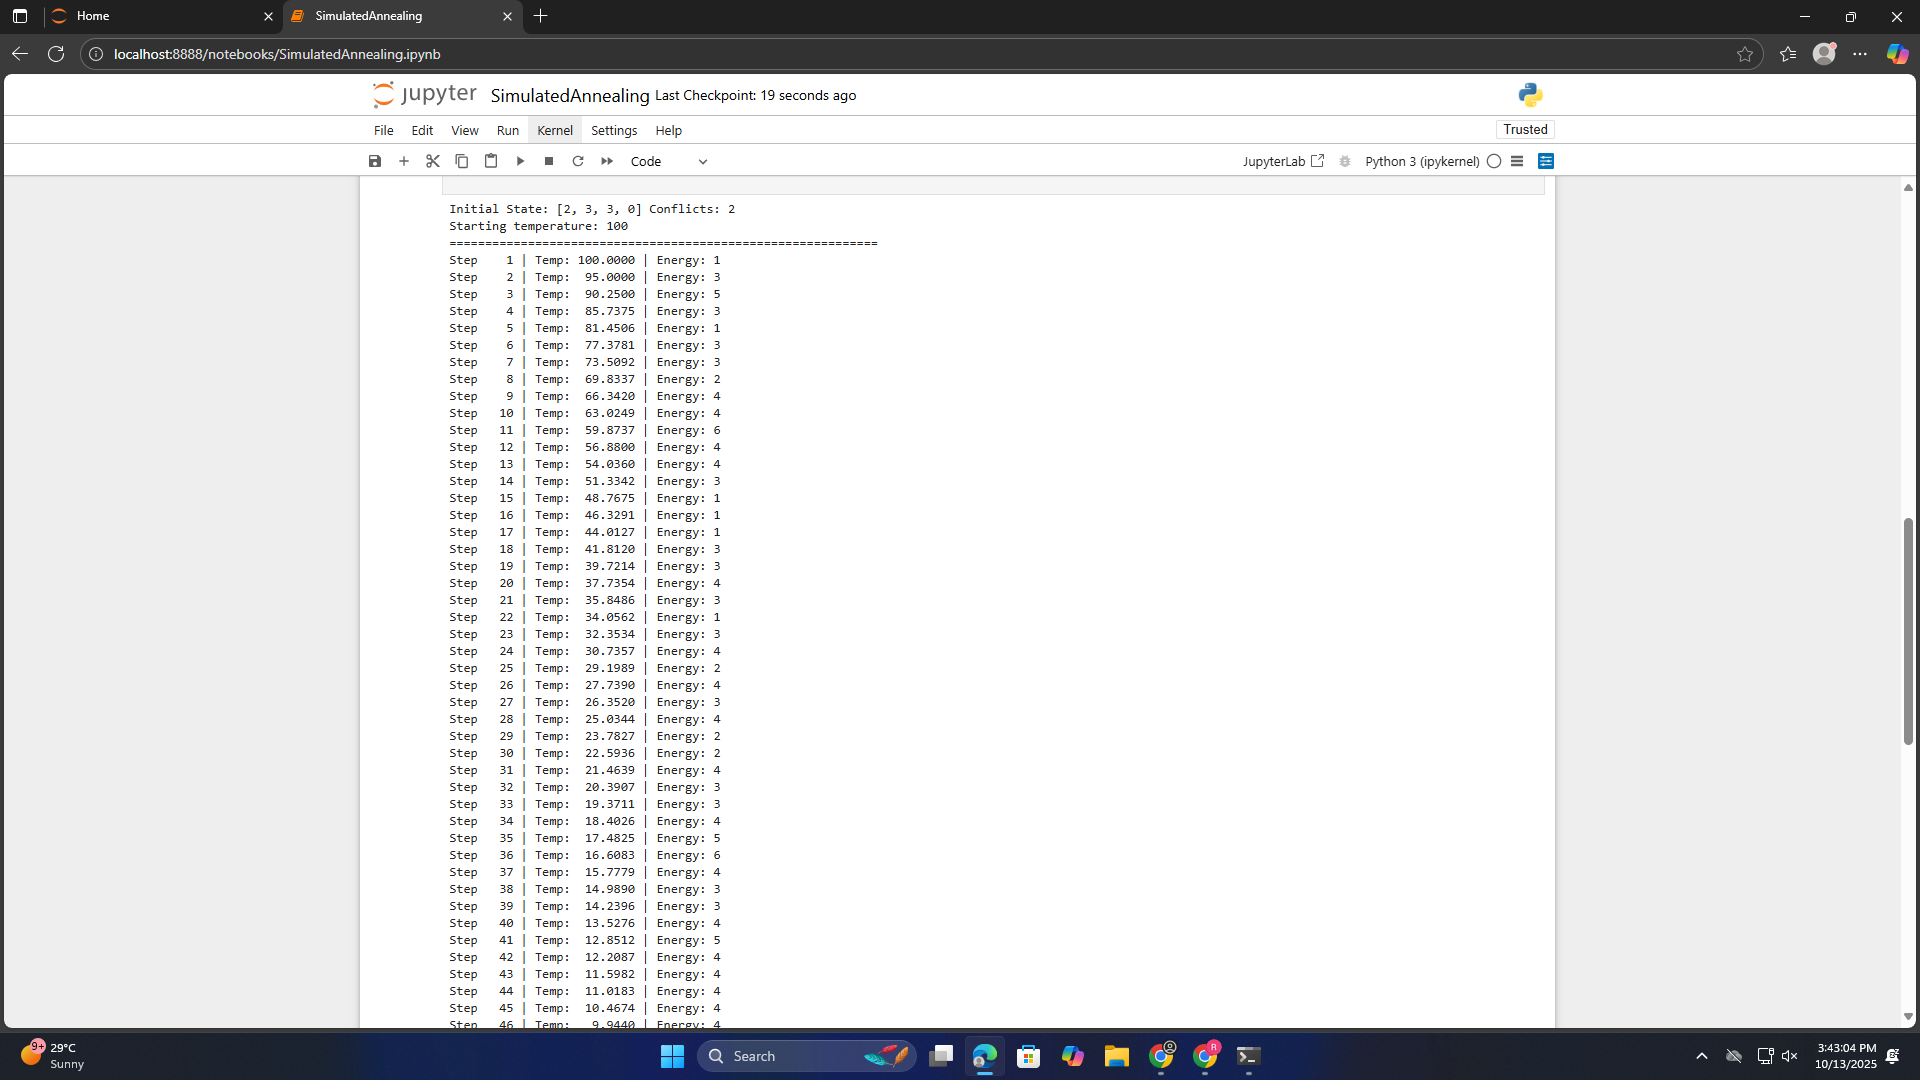 Home
SimulatedAnnealing
localhost:8888/notebooks/SimulatedAnnealing.ipynb
jupyter SimulatedAnnealing Last Checkpoint: 19 seconds ago
File Edit View Run Kernel Settings Help
Trusted
Code
JupyterLab
Python 3 (ipykernel)
Initial State: [2, 3, 3, 0] Conflicts: 2
Starting temperature: 100
============================================================
Step    1 | Temp: 100.0000 | Energy: 1
Step    2 | Temp:  95.0000 | Energy: 3
Step    3 | Temp:  90.2500 | Energy: 5
Step    4 | Temp:  85.7375 | Energy: 3
Step    5 | Temp:  81.4506 | Energy: 1
Step    6 | Temp:  77.3781 | Energy: 3
Step    7 | Temp:  73.5092 | Energy: 3
Step    8 | Temp:  69.8337 | Energy: 2
Step    9 | Temp:  66.3420 | Energy: 4
Step   10 | Temp:  63.0249 | Energy: 4
Step   11 | Temp:  59.8737 | Energy: 6
Step   12 | Temp:  56.8800 | Energy: 4
Step   13 | Temp:  54.0360 | Energy: 4
Step   14 | Temp:  51.3342 | Energy: 3
Step   15 | Temp:  48.7675 | Energy: 1
Step   16 | Temp:  46.3291 | Energy: 1
Step   17 | Temp:  44.0127 | Energy: 1
Step   18 | Temp:  41.8120 | Energy: 3
Step   19 | Temp:  39.7214 | Energy: 3
Step   20 | Temp:  37.7354 | Energy: 4
Step   21 | Temp:  35.8486 | Energy: 3
Step   22 | Temp:  34.0562 | Energy: 1
Step   23 | Temp:  32.3534 | Energy: 3
Step   24 | Temp:  30.7357 | Energy: 4
Step   25 | Temp:  29.1989 | Energy: 2
Step   26 | Temp:  27.7390 | Energy: 4
Step   27 | Temp:  26.3520 | Energy: 3
Step   28 | Temp:  25.0344 | Energy: 4
Step   29 | Temp:  23.7827 | Energy: 2
Step   30 | Temp:  22.5936 | Energy: 2
Step   31 | Temp:  21.4639 | Energy: 4
Step   32 | Temp:  20.3907 | Energy: 3
Step   33 | Temp:  19.3711 | Energy: 3
Step   34 | Temp:  18.4026 | Energy: 4
Step   35 | Temp:  17.4825 | Energy: 5
Step   36 | Temp:  16.6083 | Energy: 6
Step   37 | Temp:  15.7779 | Energy: 4
Step   38 | Temp:  14.9890 | Energy: 3
Step   39 | Temp:  14.2396 | Energy: 3
Step   40 | Temp:  13.5276 | Energy: 4
Step   41 | Temp:  12.8512 | Energy: 5
Step   42 | Temp:  12.2087 | Energy: 4
Step   43 | Temp:  11.5982 | Energy: 4
Step   44 | Temp:  11.0183 | Energy: 4
Step   45 | Temp:  10.4674 | Energy: 4
Step   46 | Temp:   9.9440 | Energy: 4
9+
29°C
Sunny
Search
R
3:43:04 PM
10/13/2025